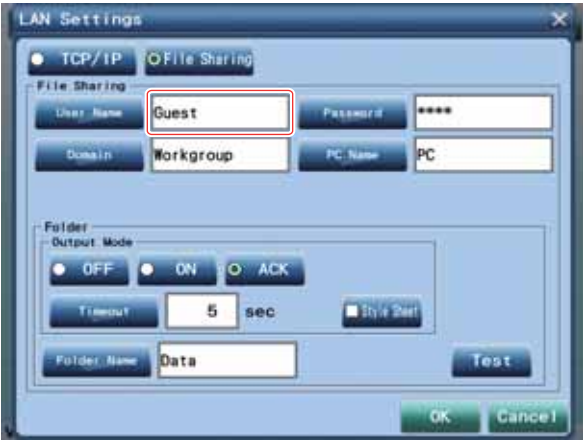 LAN Settings
TCP/IP File Sharing
File Sharing
User Name Guest Password ****
Domain Workgroup PC Name PC
Folder
Output Mode
OFF ON ACK
Timeout 5 sec Style Sheet
Folder Name Data Test
OK Cancel